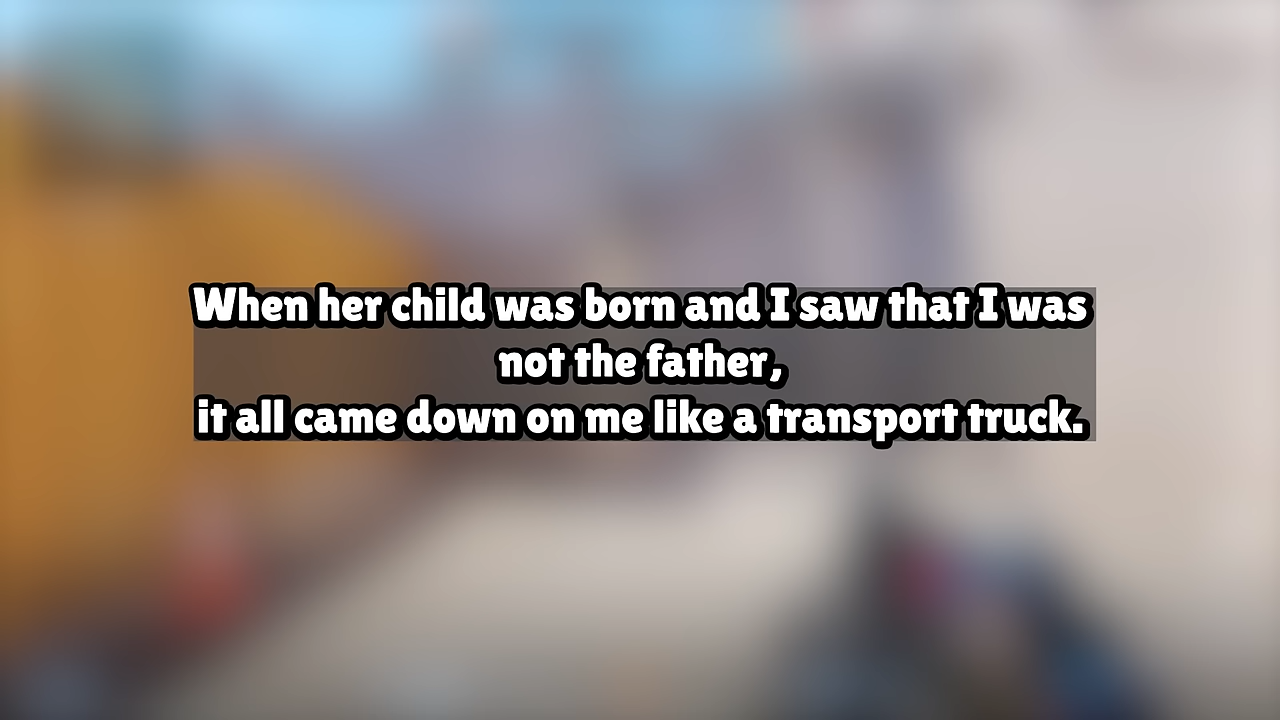 When her child was born and I saw that I was
not the father,
it all came down on me like a transport truck.